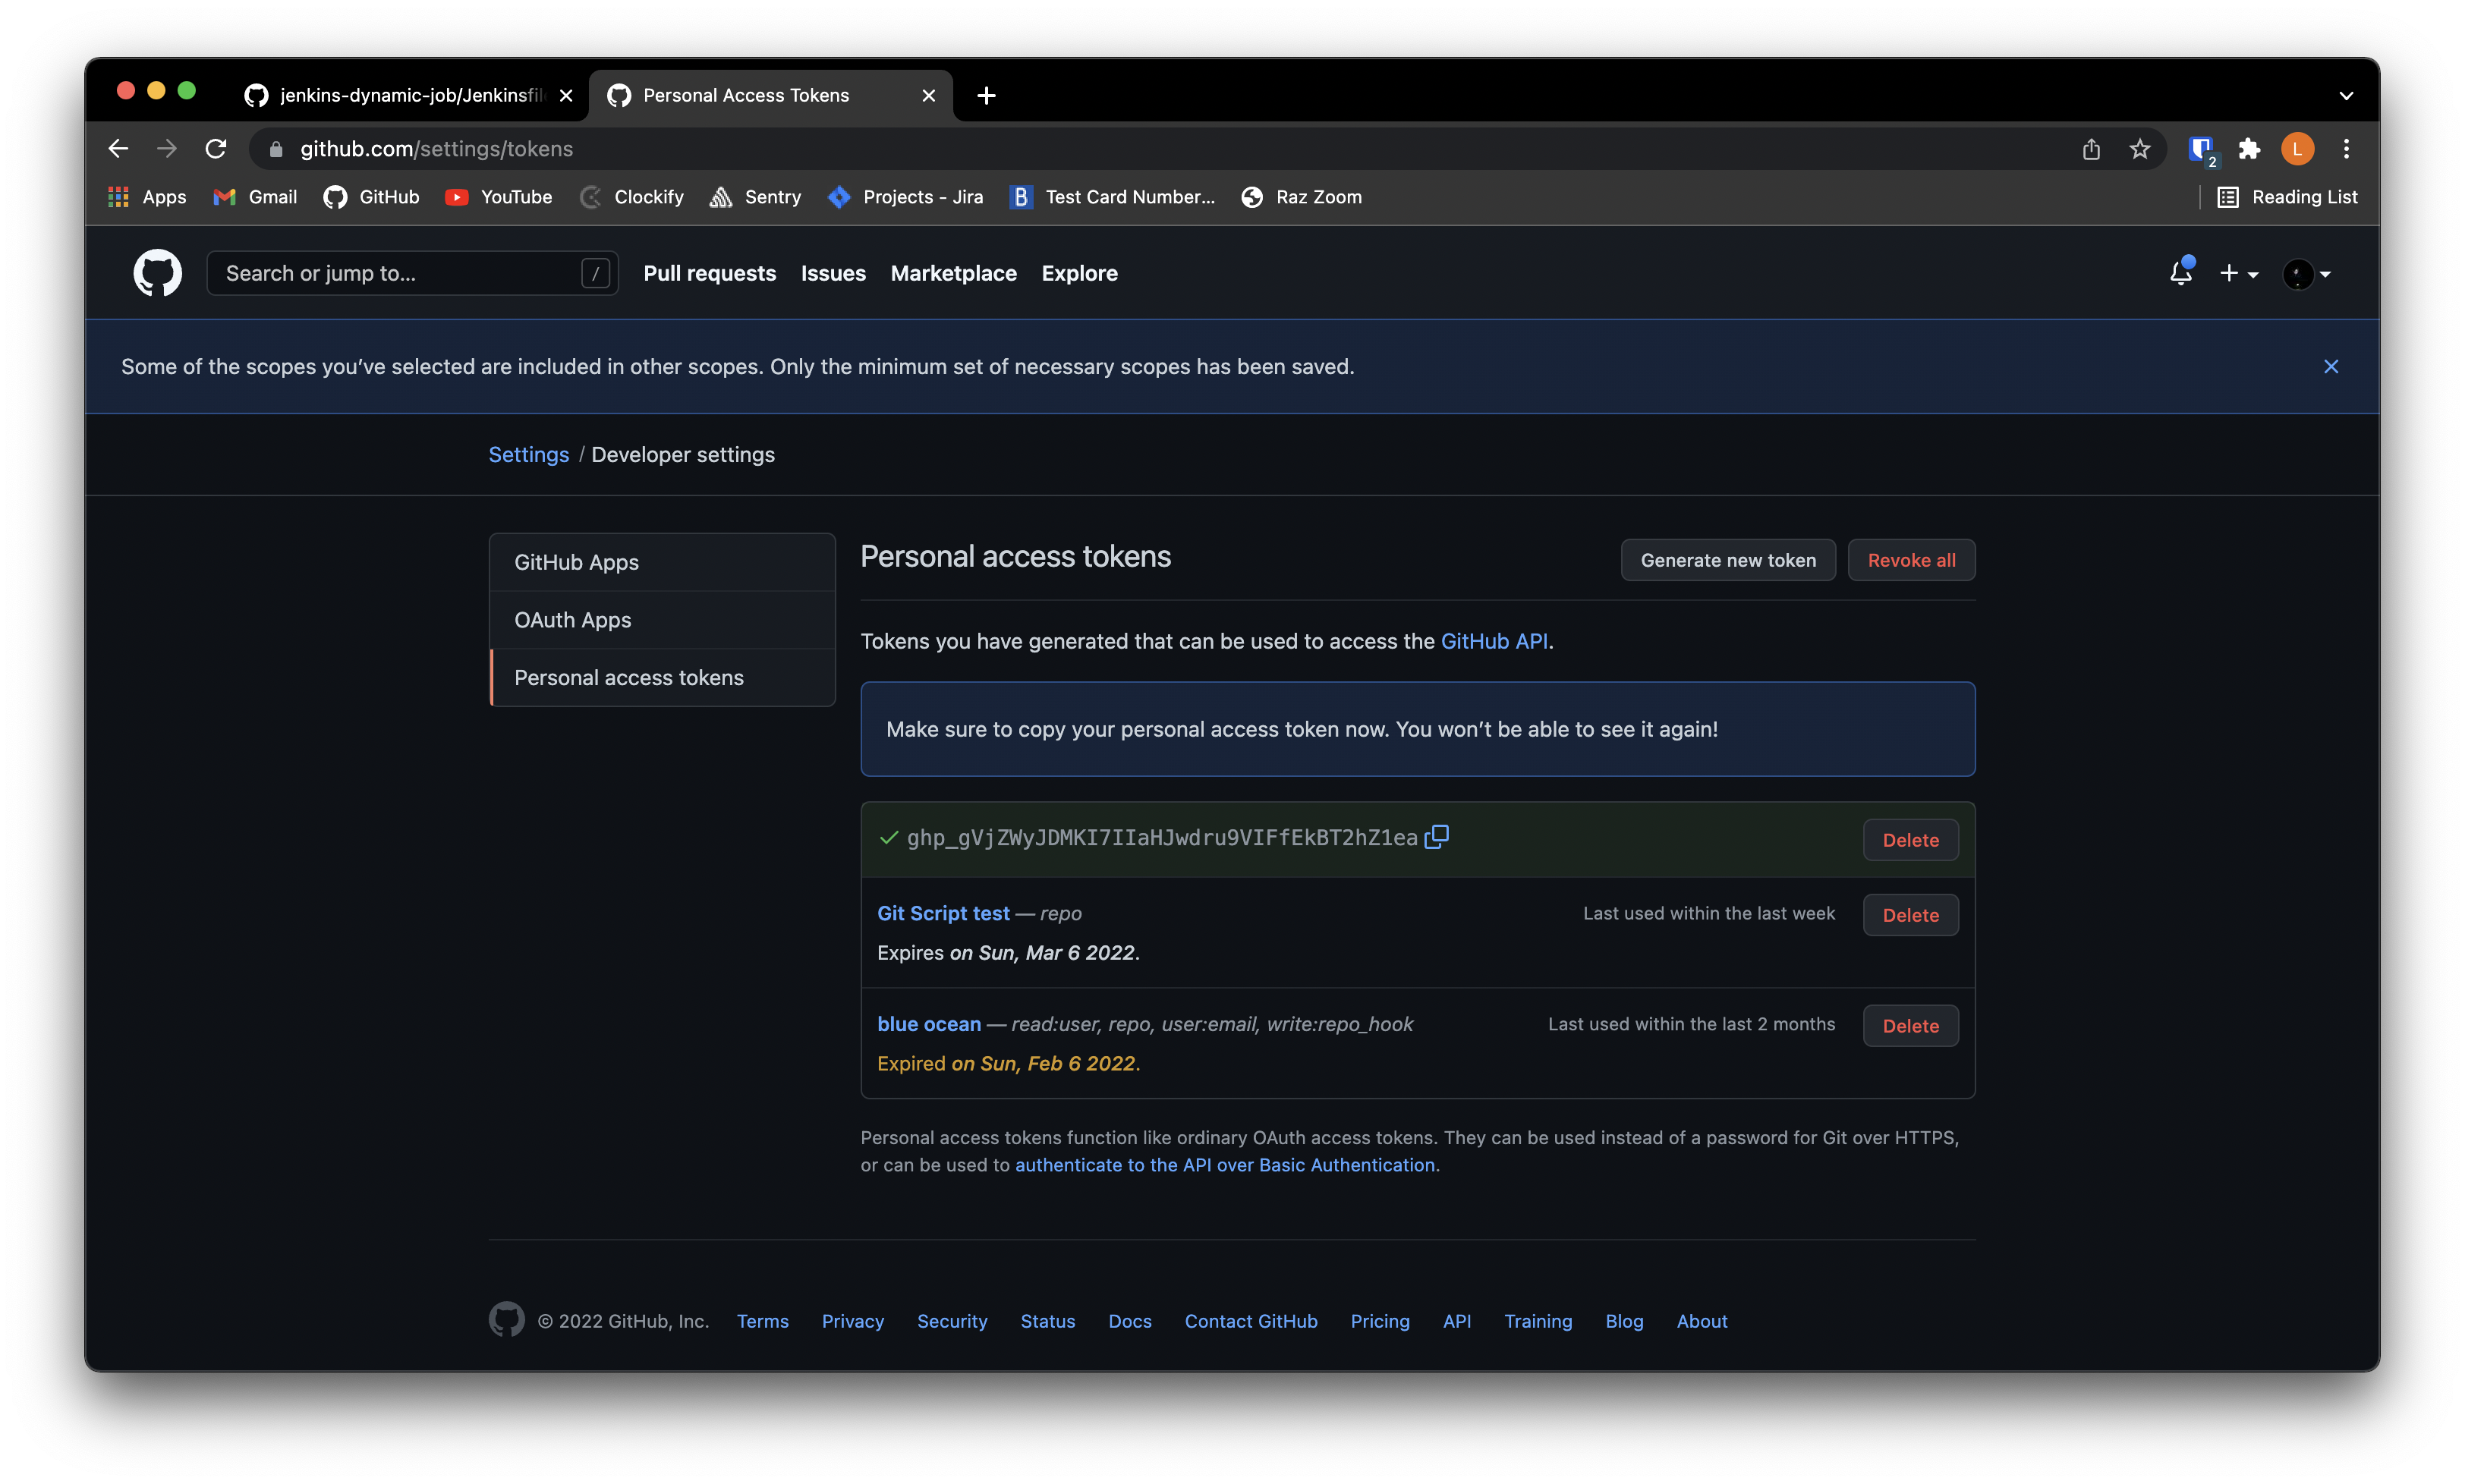 jenkins-dynamic-job/Jenkinsfil
Personal Access Tokens
github.com/settings/tokens
2
L
Apps
Gmail
GitHub
YouTube
Clockify
Sentry
Projects - Jira
B
Test Card Number...
Raz Zoom
Reading List
Search or jump to...
/
Pull requests
Issues
Marketplace
Explore
Some of the scopes you’ve selected are included in other scopes. Only the minimum set of necessary scopes has been saved.
Settings / Developer settings
GitHub Apps
OAuth Apps
Personal access tokens
Personal access tokens
Generate new token
Revoke all
Tokens you have generated that can be used to access the GitHub API.
Make sure to copy your personal access token now. You won’t be able to see it again!
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
Delete
Git Script test — repo
Last used within the last week
Delete
Expires on Sun, Mar 6 2022.
blue ocean — read:user, repo, user:email, write:repo_hook
Last used within the last 2 months
Delete
Expired on Sun, Feb 6 2022.
Personal access tokens function like ordinary OAuth access tokens. They can be used instead of a password for Git over HTTPS,
or can be used to authenticate to the API over Basic Authentication.
© 2022 GitHub, Inc.
Terms
Privacy
Security
Status
Docs
Contact GitHub
Pricing
API
Training
Blog
About